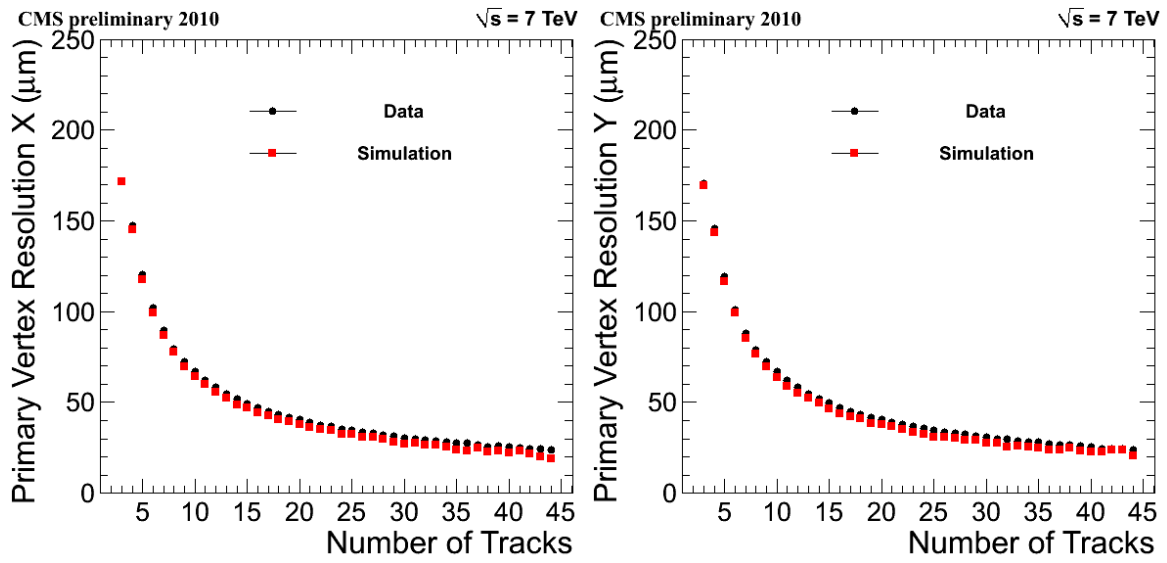 CMS preliminary 2010 √s = 7 TeV
Primary Vertex Resolution X (μm)
250
200
150
100
50
0
Data
Simulation
5 10 15 20 25 30 35 40 45
Number of Tracks
CMS preliminary 2010 √s = 7 TeV
Primary Vertex Resolution Y (μm)
250
200
150
100
50
0
Data
Simulation
5 10 15 20 25 30 35 40 45
Number of Tracks